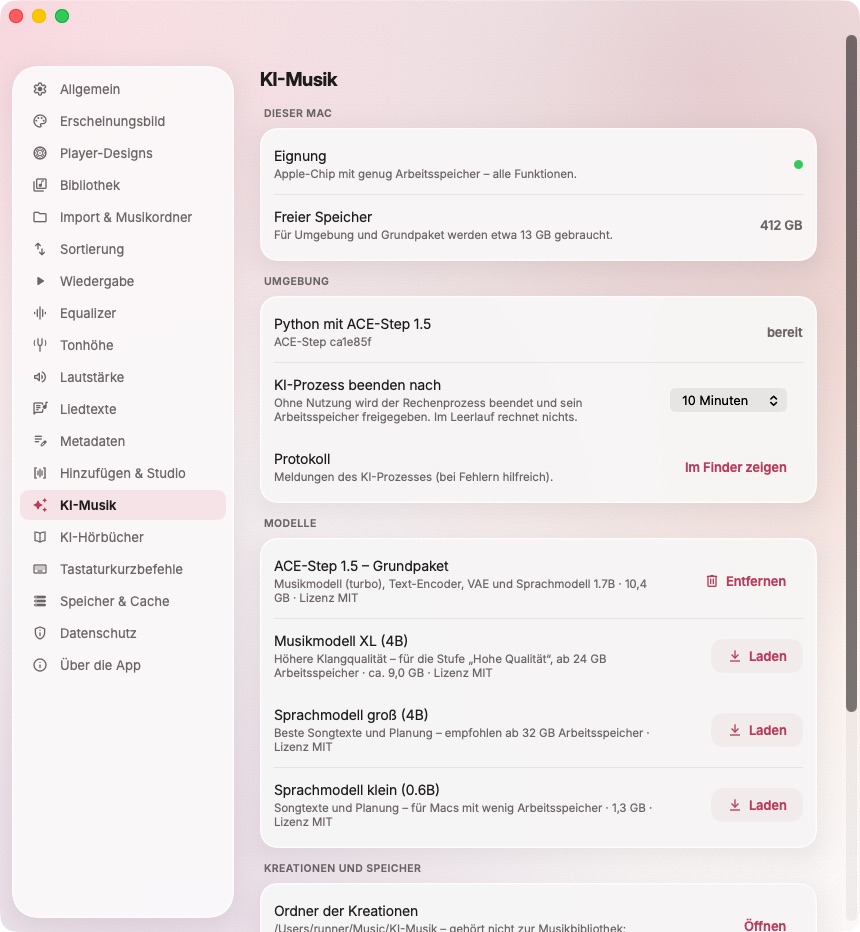 KI-Musik
Allgemein
Erscheinungsbild
Player-Designs
Bibliothek
Import & Musikordner
Sortierung
Wiedergabe
Equalizer
Tonhöhe
Lautstärke
Liedtexte
Metadaten
Hinzufügen & Studio
KI-Musik
KI-Hörbücher
Tastaturkurzbefehle
Speicher & Cache
Datenschutz
Über die App
DIESER MAC
Eignung
Apple-Chip mit genug Arbeitsspeicher – alle Funktionen.
Freier Speicher
Für Umgebung und Grundpaket werden etwa 13 GB gebraucht.
412 GB
UMGEBUNG
Python mit ACE-Step 1.5
ACE-Step ca1e85f
bereit
KI-Prozess beenden nach
Ohne Nutzung wird der Rechenprozess beendet und sein
Arbeitsspeicher freigegeben. Im Leerlauf rechnet nichts.
10 Minuten
Protokoll
Meldungen des KI-Prozesses (bei Fehlern hilfreich).
Im Finder zeigen
MODELLE
ACE-Step 1.5 – Grundpaket
Musikmodell (turbo), Text-Encoder, VAE und Sprachmodell 1.7B · 10,4
GB · Lizenz MIT
Entfernen
Musikmodell XL (4B)
Höhere Klangqualität – für die Stufe „Hohe Qualität“, ab 24 GB
Arbeitsspeicher · ca. 9,0 GB · Lizenz MIT
Laden
Sprachmodell groß (4B)
Beste Songtexte und Planung – empfohlen ab 32 GB Arbeitsspeicher ·
Lizenz MIT
Laden
Sprachmodell klein (0.6B)
Songtexte und Planung – für Macs mit wenig Arbeitsspeicher · 1,3 GB ·
Lizenz MIT
Laden
KREATIONEN UND SPEICHER
Ordner der Kreationen
/Users/runner/Music/KI-Musik – gehört nicht zur Musikbibliothek;
Öffnen